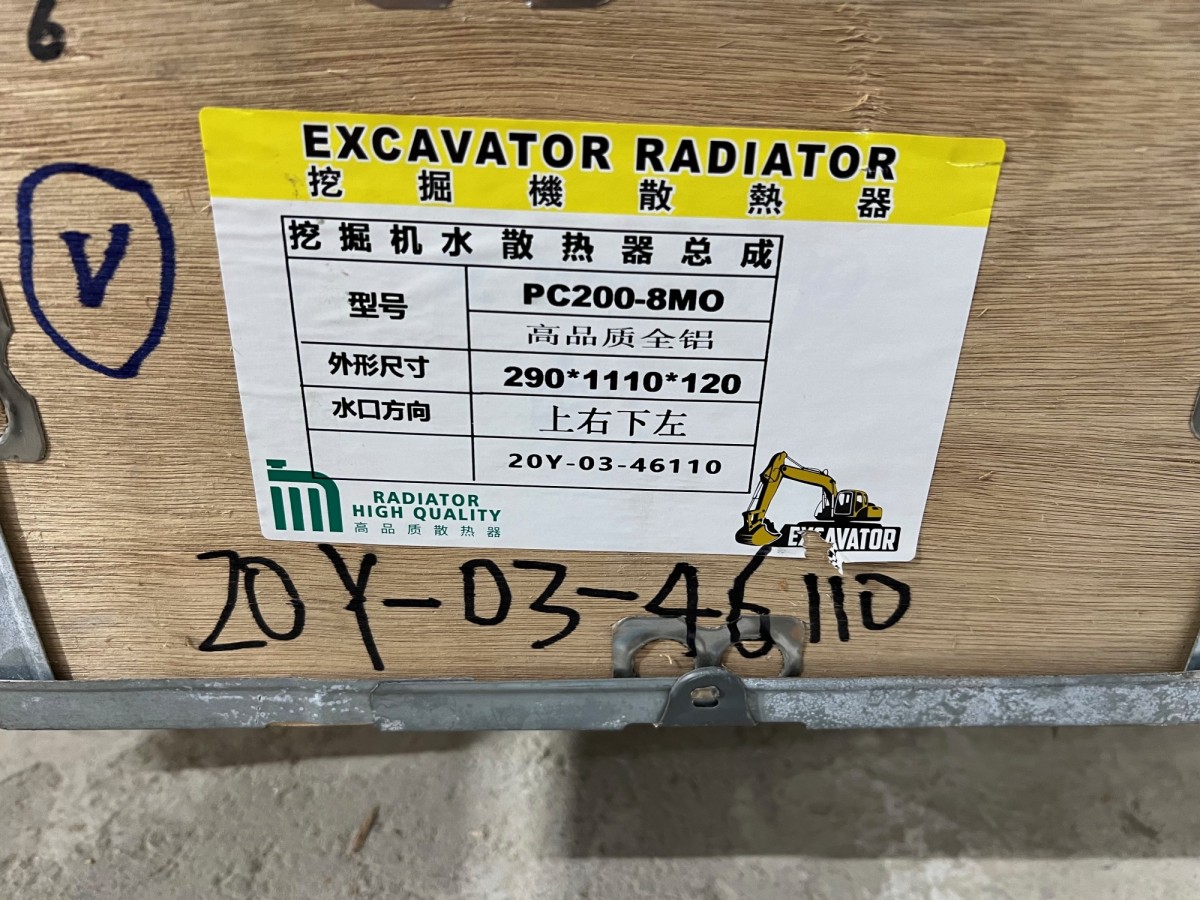 6
V
EXCAVATOR RADIATOR
挖掘機散熱器
挖掘机水散热器总成
型号 PC200-8MO
高品质全铝
外形尺寸 290*1110*120
水口方向 上右下左
20Y-03-46110
RADIATOR
HIGH QUALITY
高品质散热器
EXCAVATOR
20Y-03-46110